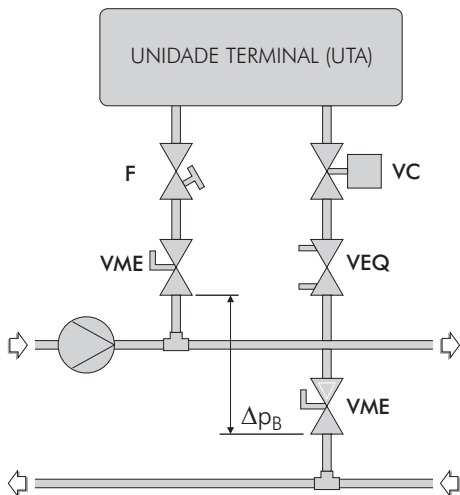 UNIDADE TERMINAL (UTA)
F
VC
VME
VEQ
VME
Δp_B